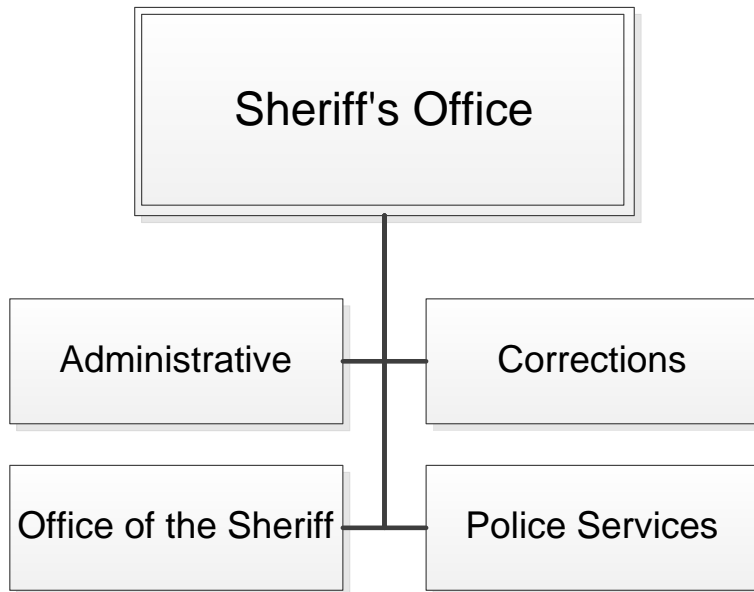 Sheriff's Office
Administrative
Corrections
Office of the Sheriff
Police Services